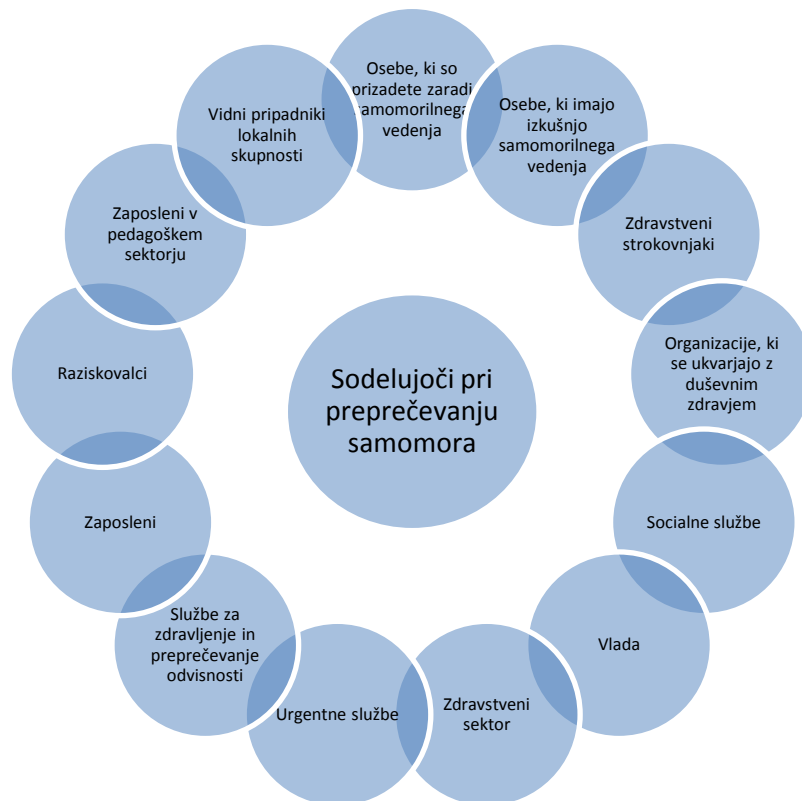 Osebe, ki so
prizadete zaradi
samomorilnega
vedenja
Osebe, ki imajo
izkušnjo
samomorilnega
vedenja
Zdravstveni
strokovnjaki
Organizacije, ki
se ukvarjajo z
duševnim
zdravjem
Socialne službe
Vlada
Zdravstveni
sektor
Urgentne službe
Službe za
zdravljenje in
preprečevanje
odvisnosti
Zaposleni
Raziskovalci
Zaposleni v
pedagoškem
sektorju
Vidni pripadniki
lokalnih
skupnosti
Sodelujoči pri
preprečevanju
samomora